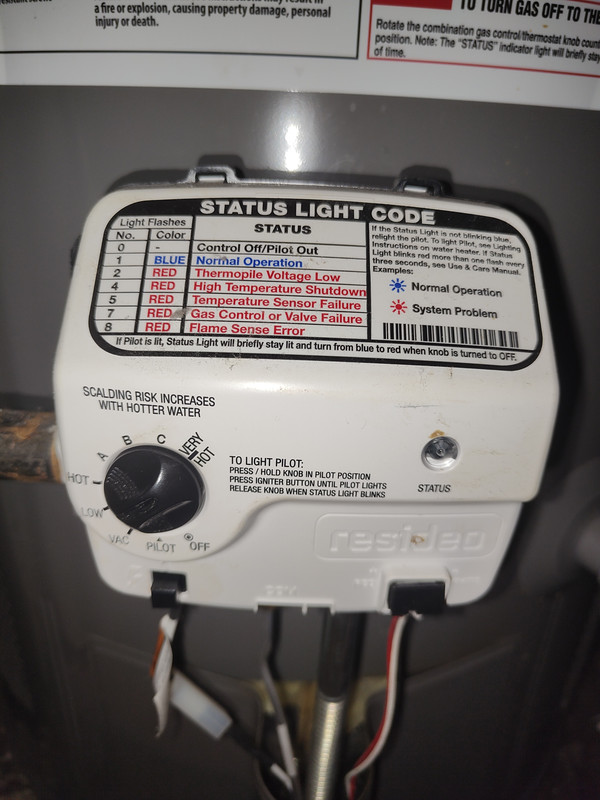 a fire or explosion, causing property damage, personal
injury or death.
TO TURN GAS OFF TO THE
Rotate the combination gas control/thermostat knob
position. Note: The "STATUS" indicator light will briefly stay
of time.
STATUS LIGHT CODE
Light Flashes
STATUS
No. Color
0 - Control Off/Pilot Out
1 BLUE Normal Operation
2 RED Thermopile Voltage Low
4 RED High Temperature Shutdown
5 RED Temperature Sensor Failure
7 RED Gas Control or Valve Failure
8 RED Flame Sense Error
If the Status Light is not blinking blue,
relight the pilot. To light Pilot, see Lighting
Instructions on water heater. If Status
Light blinks red more than one flash every
three seconds, see Use & Care Manual.
Examples:
Normal Operation
System Problem
If Pilot is lit, Status Light will briefly stay lit and turn from blue to red when knob is turned to OFF.
SCALDING RISK INCREASES
WITH HOTTER WATER
VERY
HOT
C
B
A
HOT
LOW
VAC
PILOT
OFF
TO LIGHT PILOT:
PRESS / HOLD KNOB IN PILOT POSITION
PRESS IGNITER BUTTON UNTIL PILOT LIGHTS
RELEASE KNOB WHEN STATUS LIGHT BLINKS
STATUS
resideo